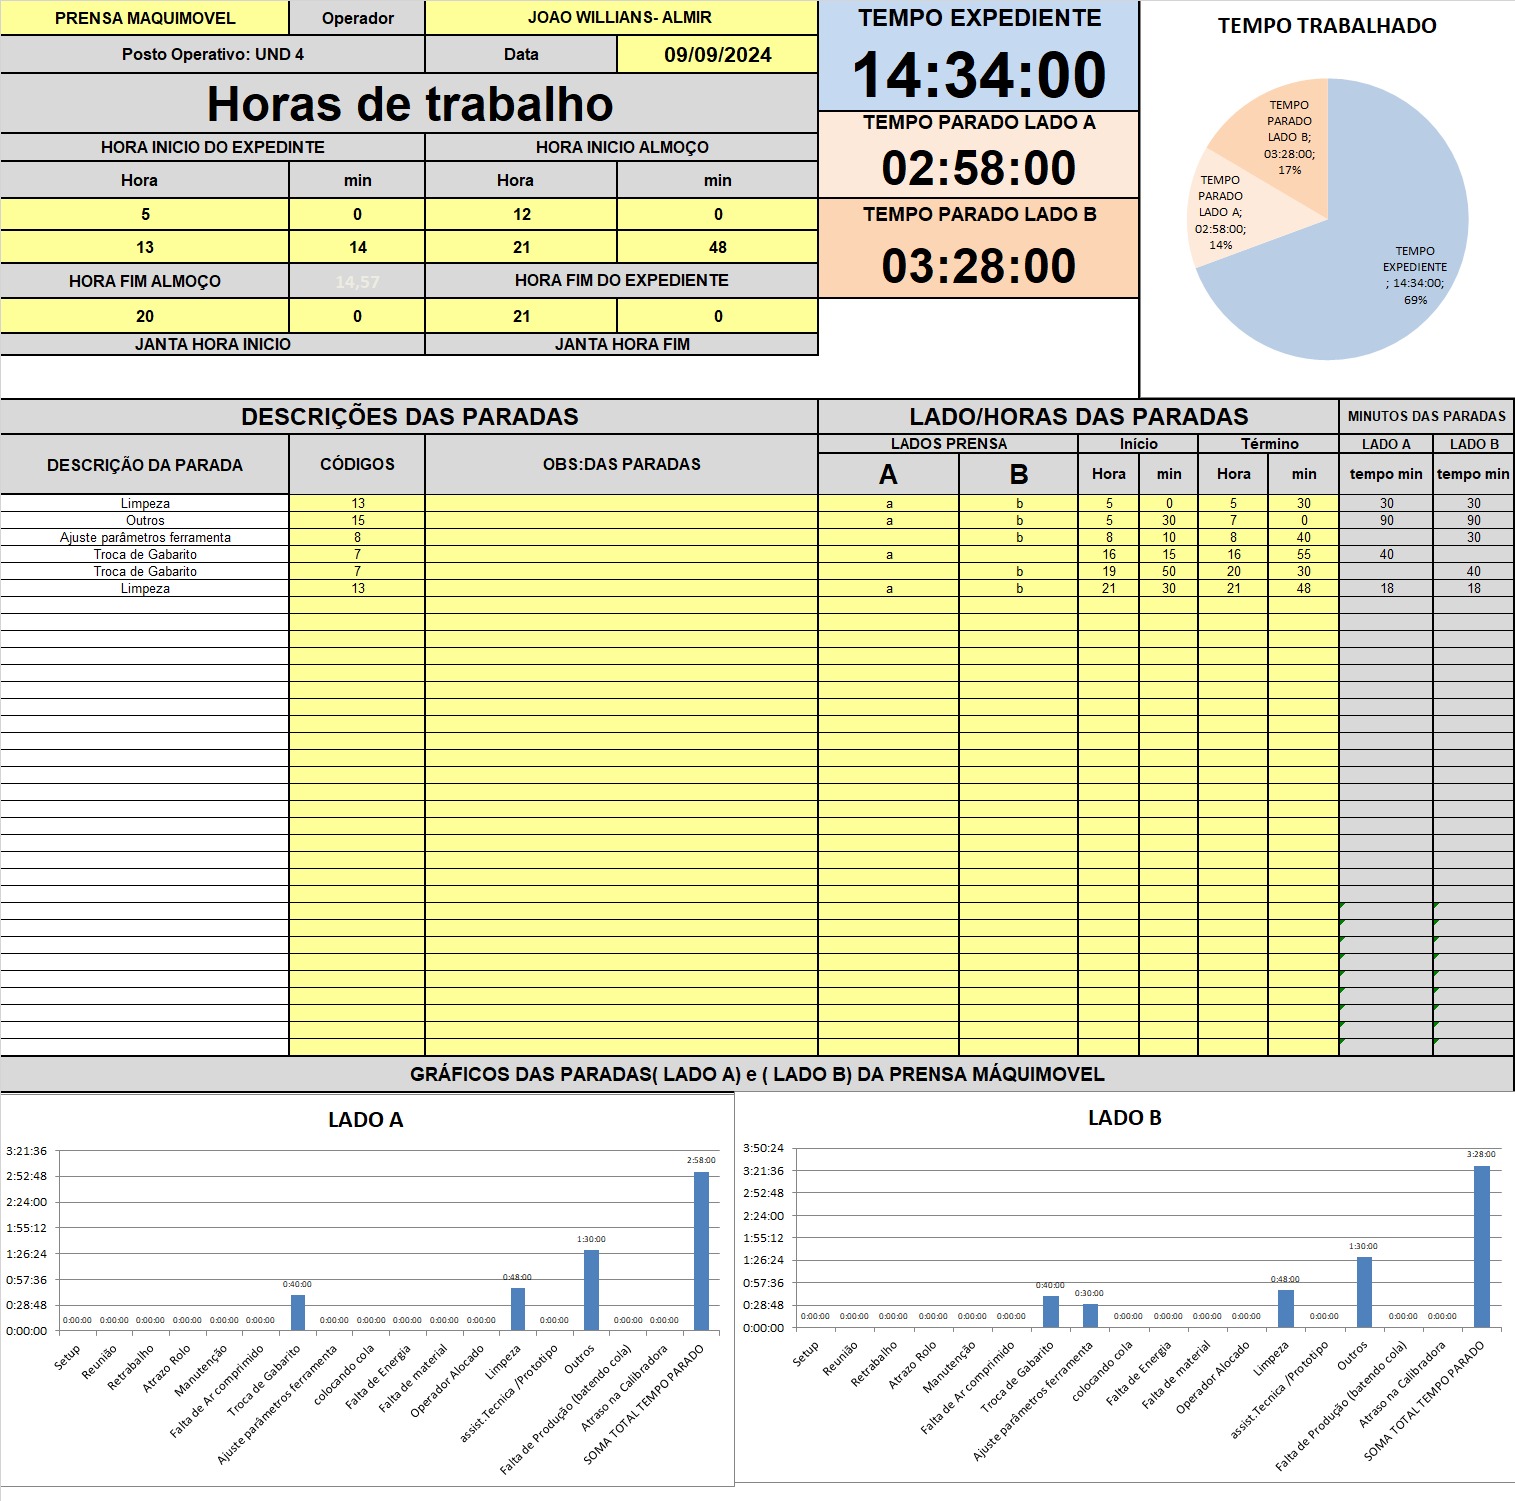 PRENSA MAQUIMOVEL Operador JOAO WILLIANS- ALMIR
Posto Operativo: UND 4 Data 09/09/2024
Horas de trabalho
HORA INICIO DO EXPEDINTE HORA INICIO ALMOÇO
Hora min Hora min
5 0 12 0
13 14 21 48
HORA FIM ALMOÇO 14,57 HORA FIM DO EXPEDIENTE
20 0 21 0
JANTA HORA INICIO JANTA HORA FIM
TEMPO EXPEDIENTE
14:34:00
TEMPO PARADO LADO A
02:58:00
TEMPO PARADO LADO B
03:28:00
TEMPO TRABALHADO
TEMPO
PARADO
LADO B;
03:28:00;
17%
TEMPO
PARADO
LADO A;
02:58:00;
14%
TEMPO
EXPEDIENTE
; 14:34:00;
69%
DESCRIÇÕES DAS PARADAS LADO/HORAS DAS PARADAS MINUTOS DAS PARADAS
LADOS PRENSA Início Término LADO A LADO B
DESCRIÇÃO DA PARADA CÓDIGOS OBS:DAS PARADAS A B Hora min Hora min tempo min tempo min
Limpeza 13 a b 5 0 5 30 30 30
Outros 15 a b 5 30 7 0 90 90
Ajuste parâmetros ferramenta 8 b 8 10 8 40 30
Troca de Gabarito 7 a 16 15 16 55 40
Troca de Gabarito 7 b 19 50 20 30 40
Limpeza 13 a b 21 30 21 48 18 18
GRÁFICOS DAS PARADAS( LADO A) e ( LADO B) DA PRENSA MÁQUIMOVEL
LADO A
3:21:36
2:52:48
2:24:00
1:55:12
1:26:24
0:57:36
0:28:48
0:00:00
0:00:00 0:00:00 0:00:00 0:00:00 0:00:00 0:00:00 0:40:00 0:00:00 0:00:00 0:00:00 0:00:00 0:00:00 0:48:00 0:00:00 1:30:00 0:00:00 0:00:00 2:58:00
Setup
Reunião
Retrabalho
Atrazo Rolo
Manutenção
Falta de Ar comprimido
Troca de Gabarito
Ajuste parâmetros ferramenta
colocando cola
Falta de Energia
Falta de material
Operador Alocado
Limpeza
assist.Tecnica /Prototipo
Outros
Falta de Produção (batendo cola)
Atraso na Calibradora
SOMA TOTAL TEMPO PARADO
LADO B
3:50:24
3:21:36
2:52:48
2:24:00
1:55:12
1:26:24
0:57:36
0:28:48
0:00:00
0:00:00 0:00:00 0:00:00 0:00:00 0:00:00 0:00:00 0:40:00 0:30:00 0:00:00 0:00:00 0:00:00 0:00:00 0:48:00 0:00:00 1:30:00 0:00:00 0:00:00 3:28:00
Setup
Reunião
Retrabalho
Atrazo Rolo
Manutenção
Falta de Ar comprimido
Troca de Gabarito
Ajuste parâmetros ferramenta
colocando cola
Falta de Energia
Falta de material
Operador Alocado
Limpeza
assist.Tecnica /Prototipo
Outros
Falta de Produção (batendo cola)
Atraso na Calibradora
SOMA TOTAL TEMPO PARADO